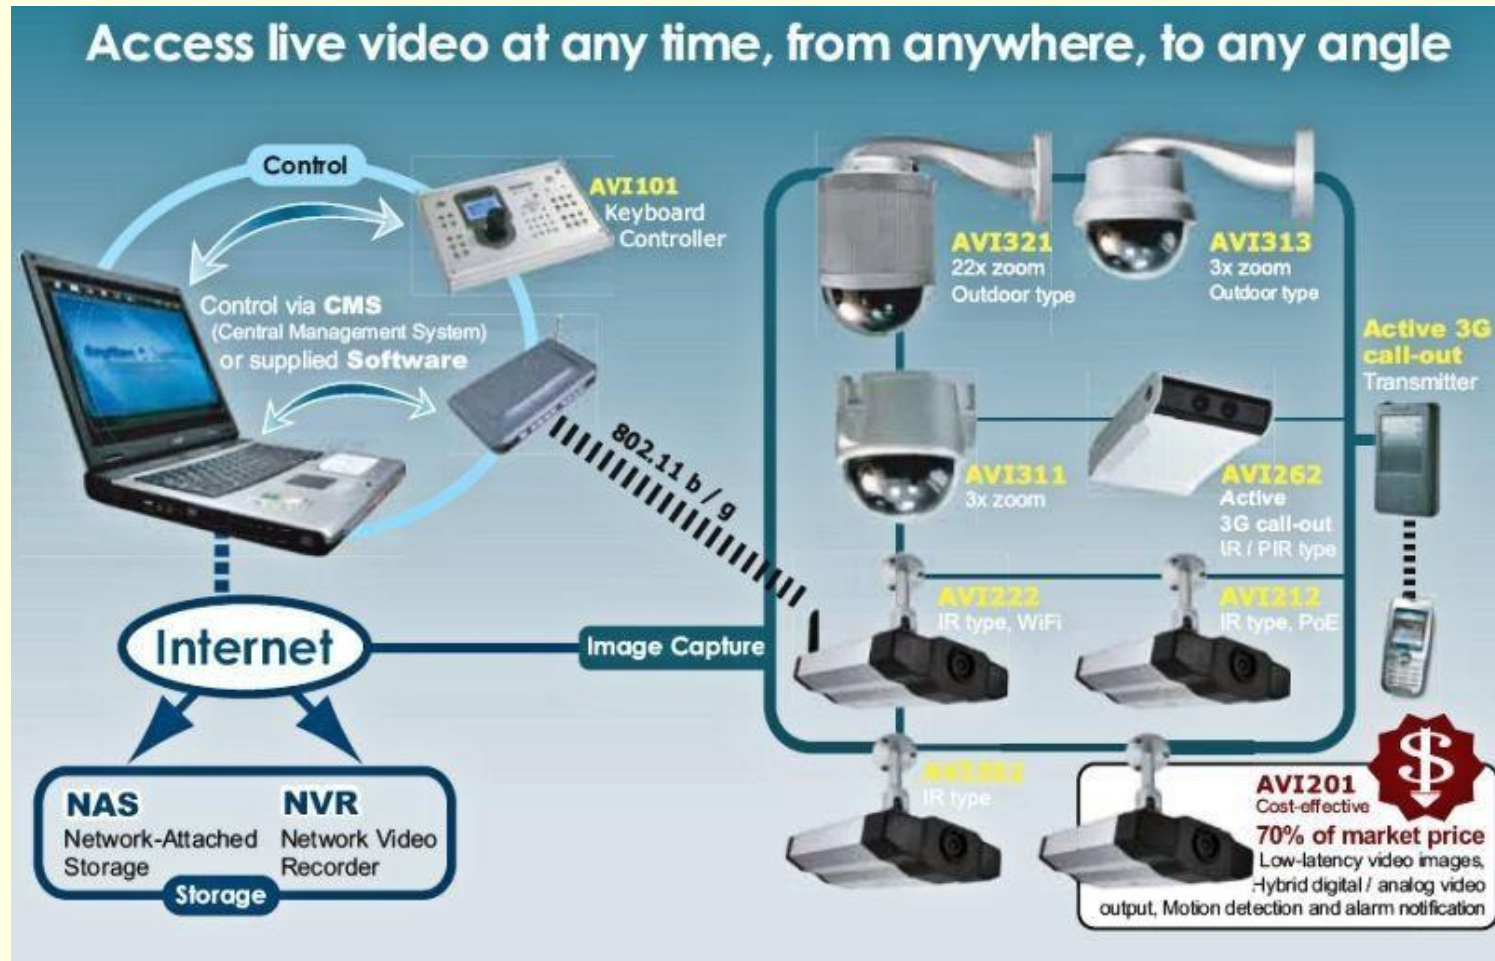 Access live video at any time, from anywhere, to any angle
Control
AVI101
Keyboard
Controller
Control via CMS
(Central Management System)
or supplied Software
802.11 b / g
AVI321
22x zoom
Outdoor type
AVI313
3x zoom
Outdoor type
Active 3G
call-out
Transmitter
AVI311
3x zoom
AVI262
Active
3G call-out
IR / PIR type
AVI222
IR type, WiFi
AVI212
IR type, PoE
Internet
Image Capture
IR type
NAS
Network-Attached
Storage
NVR
Network Video
Recorder
Storage
$
AVI201
Cost-effective
70% of market price
Low-latency video images,
Hybrid digital / analog video
output, Motion detection and alarm notification